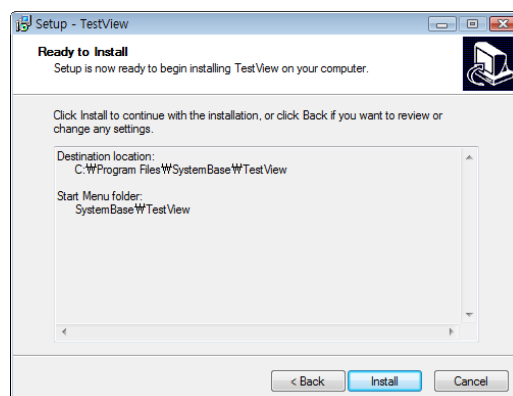 Setup - TestView
Ready to Install
Setup is now ready to begin installing TestView on your computer.
Click Install to continue with the installation, or click Back if you want to review or
change any settings.
Destination location:
C:₩Program Files₩SystemBase₩TestView
Start Menu folder:
SystemBase₩TestView
< Back
Install
Cancel